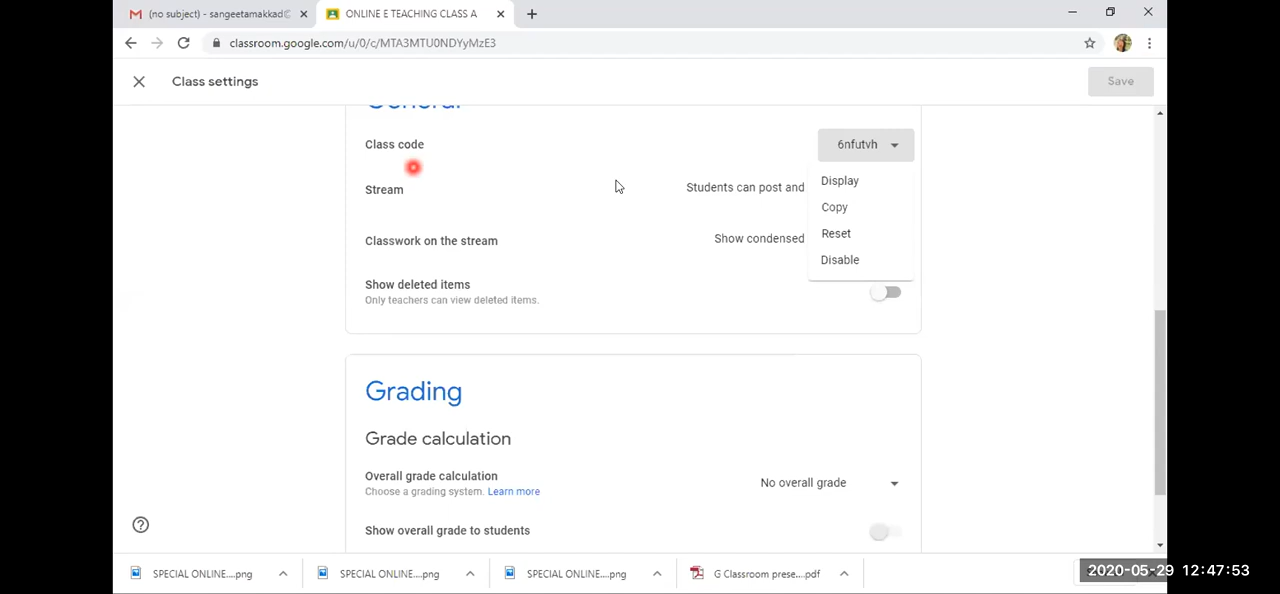 (no subject) - sangeetamakkad@
ONLINE E TEACHING CLASS A
classroom.google.com/u/0/c/MTA3MTU0NDYyMzE3
Class settings
Save
General
Class code
6nfutvh
Display
Stream
Students can post and
Copy
Reset
Classwork on the stream
Show condensed
Disable
Show deleted items
Only teachers can view deleted items.
Grading
Grade calculation
Overall grade calculation
No overall grade
Choose a grading system. Learn more
Show overall grade to students
SPECIAL ONLINE....png
SPECIAL ONLINE....png
SPECIAL ONLINE....png
G Classroom prese....pdf
2020-05-29 12:47:53